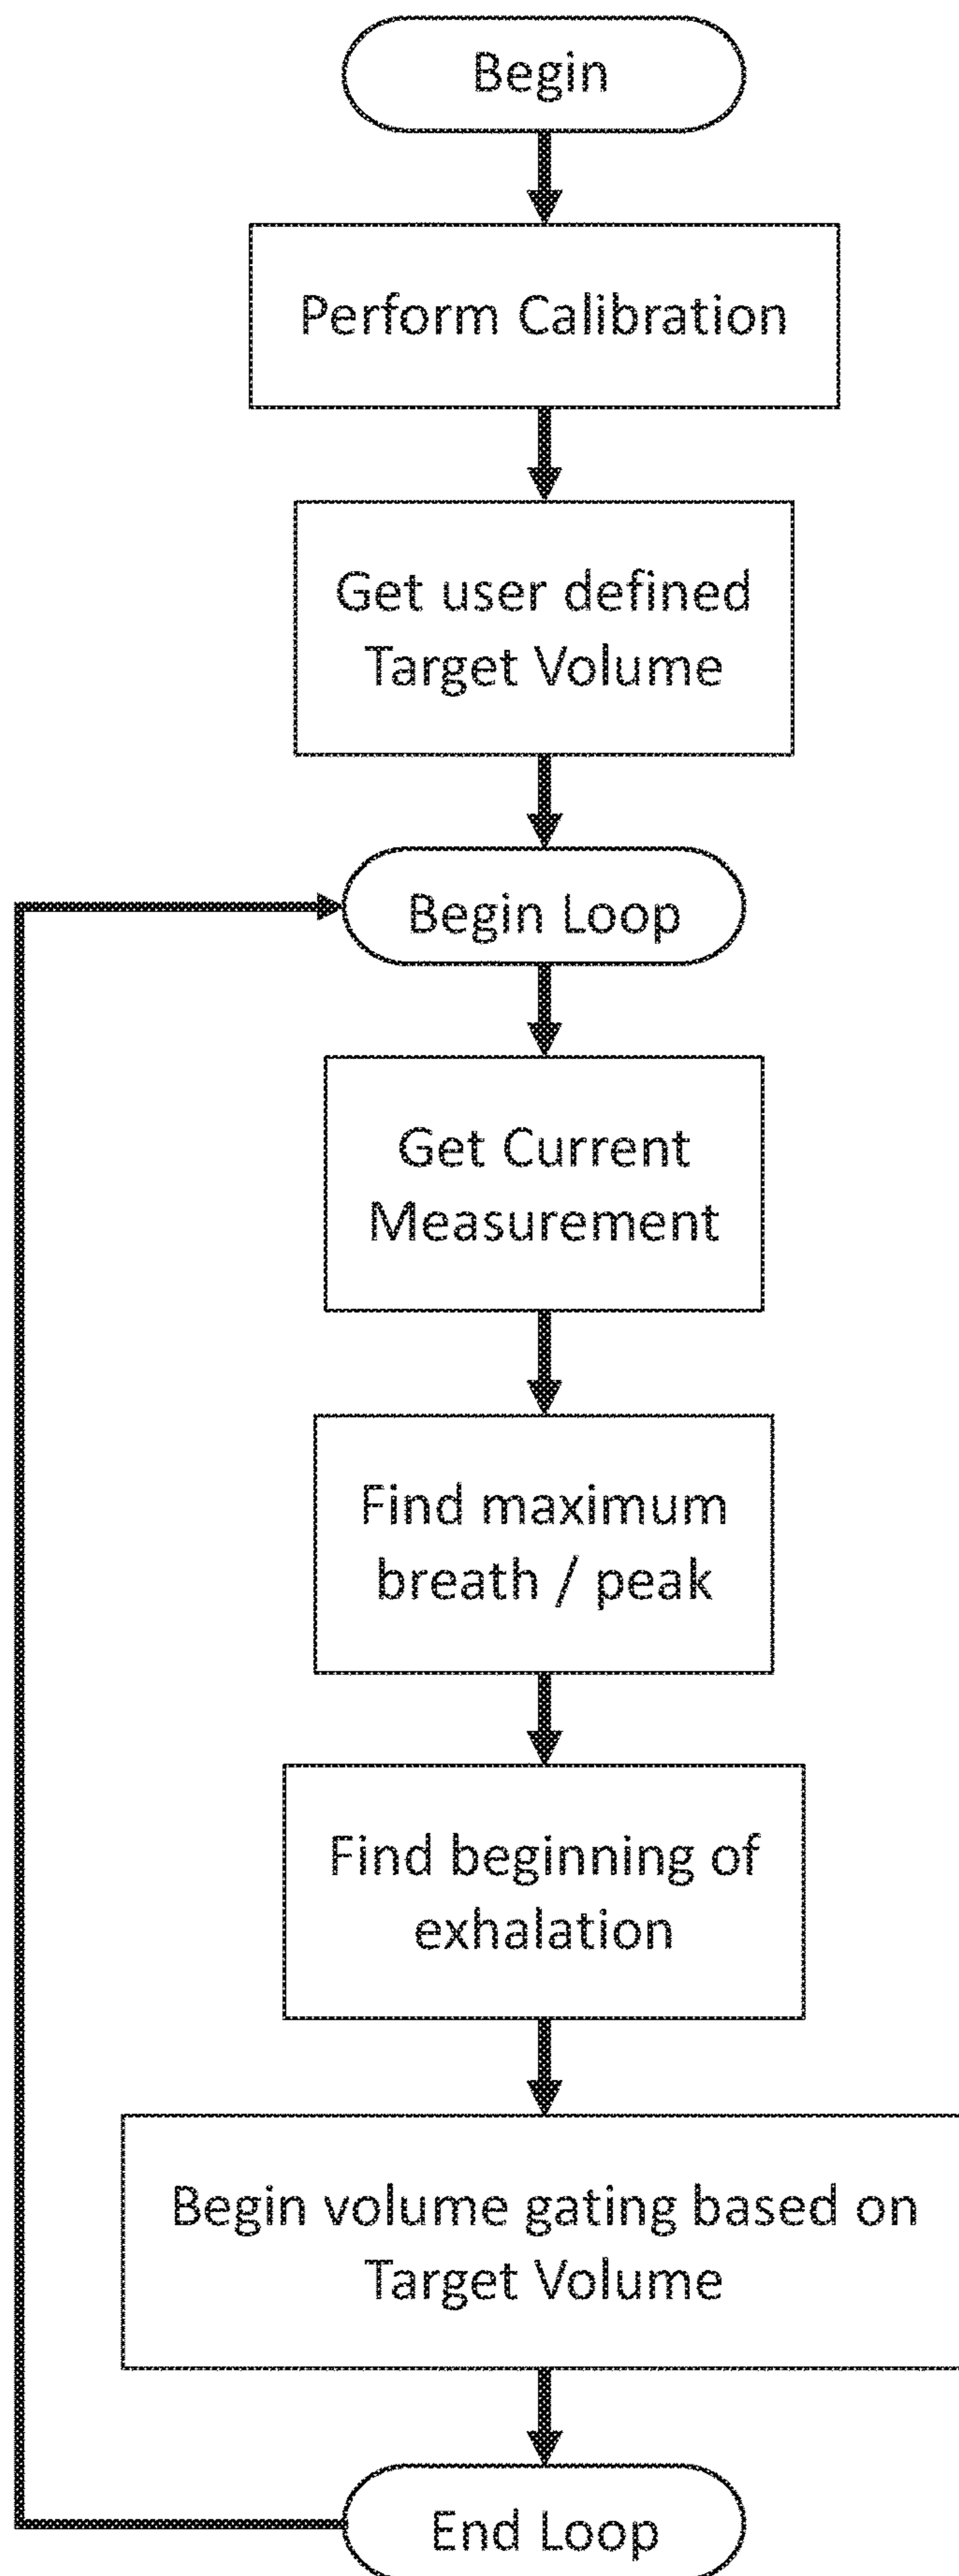 Begin
Perform Calibration
Get user defined
Target Volume
Begin Loop
Get Current
Measurement
Find maximum
breath / peak
Find beginning of
exhalation
Begin volume gating based on
Target Volume
End Loop